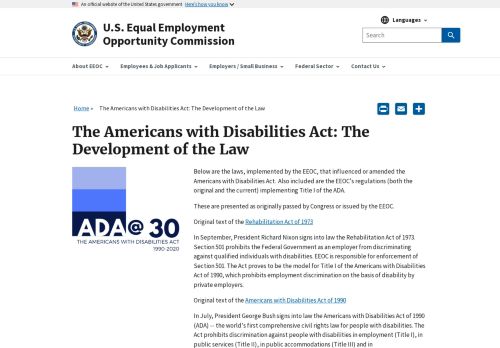 An official website of the United States government Here's how you know
Languages
U.S. Equal Employment
Opportunity Commission
Search
About EEOC
Employees & Job Applicants
Employers / Small Business
Federal Sector
Contact Us
Home » The Americans with Disabilities Act: The Development of the Law
The Americans with Disabilities Act: The
Development of the Law
ADA@30
THE AMERICANS WITH DISABILITIES ACT
1990-2020
Below are the laws, implemented by the EEOC, that influenced or amended the
Americans with Disabilities Act. Also included are the EEOC's regulations (both the
original and the current) implementing Title I of the ADA.
These are presented as originally passed by Congress or issued by the EEOC.
Original text of the Rehabilitation Act of 1973
In September, President Richard Nixon signs into law the Rehabilitation Act of 1973.
Section 501 prohibits the Federal Government as an employer from discriminating
against qualified individuals with disabilities. EEOC is responsible for enforcement of
Section 501. The Act proves to be the model for Title I of the Americans with Disabilities
Act of 1990, which prohibits employment discrimination on the basis of disability by
private employers.
Original text of the Americans with Disabilities Act of 1990
In July, President George Bush signs into law the Americans with Disabilities Act of 1990
(ADA) -- the world's first comprehensive civil rights law for people with disabilities. The
Act prohibits discrimination against people with disabilities in employment (Title I), in
public services (Title II), in public accommodations (Title III) and in